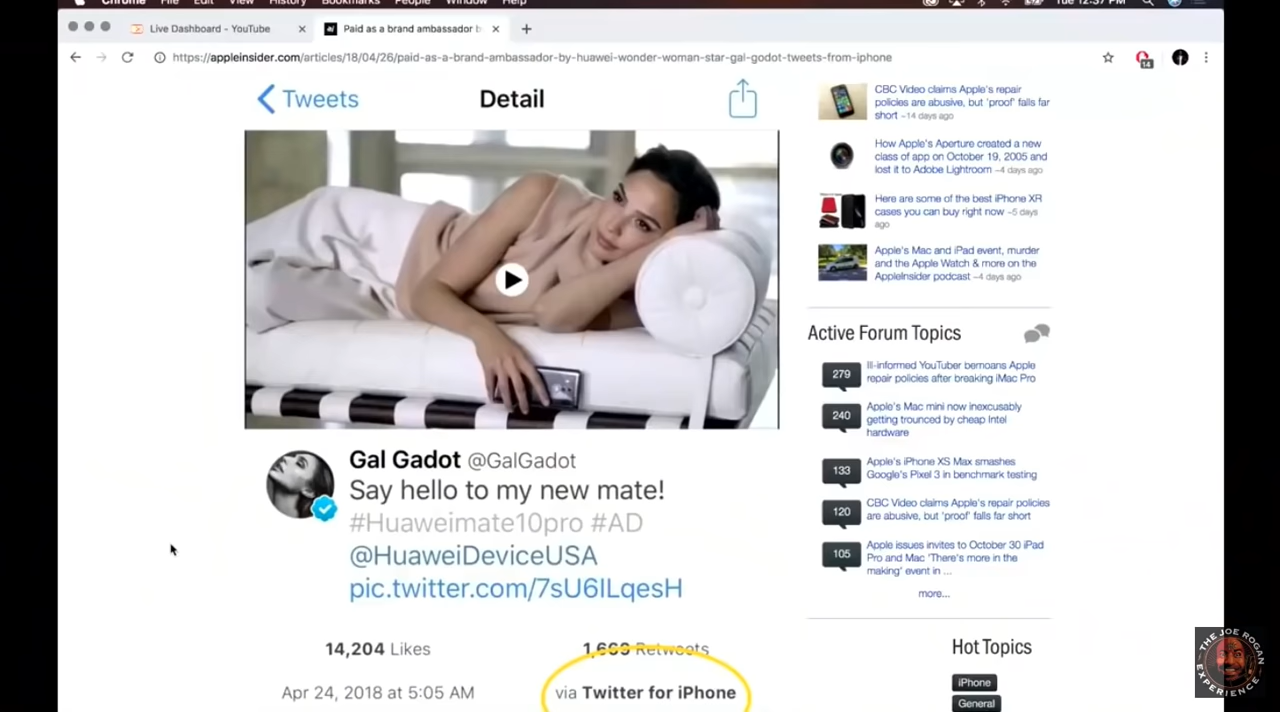 Chrome File Edit View History Bookmarks People Window Help Tue 12:37 PM
Live Dashboard - YouTube
Paid as a brand ambassador b
https://appleinsider.com/articles/18/04/26/paid-as-a-brand-ambassador-by-huawei-wonder-woman-star-gal-gadot-tweets-from-iphone
14
Tweets
Detail
Gal Gadot @GalGadot
Say hello to my new mate!
#Huaweimate10pro #AD
@HuaweiDeviceUSA
14,204 Likes
Retweets
Apr 24, 2018 at 5:05 AM
via Twitter for iPhone
CBC Video claims Apple's repair
policies are abusive, but 'proof' falls far
short ~14 days ago
How Apple's Aperture created a new
class of app on October 19, 2005 and
lost it to Adobe Lightroom ~4 days ago
Here are some of the best iPhone XR
cases you can buy right now ~5 days
ago
Apple's Mac and iPad event, murder
and the Apple Watch & more on the
AppleInsider podcast ~4 days ago
Active Forum Topics
279
Ill-informed YouTuber bemoans Apple
repair policies after breaking iMac Pro
240
Apple's Mac mini now inexcusably
getting trounced by cheap Intel
hardware
133
Apple's iPhone XS Max smashes
Google's Pixel 3 in benchmark testing
120
CBC Video claims Apple's repair policies
are abusive, but 'proof' falls far short
105
Apple issues invites to October 30 iPad
Pro and Mac 'There's more in the
making' event in ...
more...
Hot Topics
iPhone
General
THE JOE ROGAN
EXPERIENCE